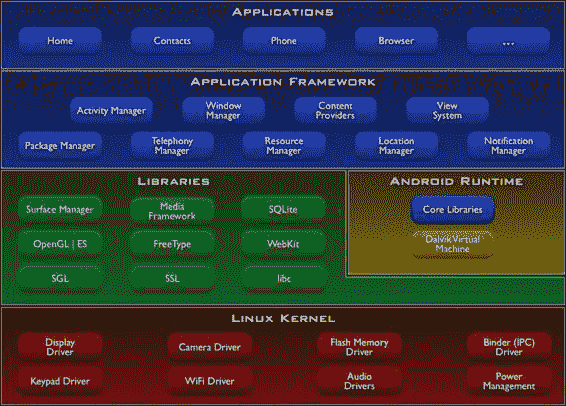 Applications
Home
Contacts
Phone
Browser
...
Application Framework
Activity Manager
Window
Manager
Content
Providers
View
System
Package Manager
Telephony
Manager
Resource
Manager
Location
Manager
Notification
Manager
Libraries
Surface Manager
Media
Framework
SQLite
OpenGL | ES
FreeType
WebKit
SGL
SSL
libc
Android Runtime
Core Libraries
Dalvik Virtual
Machine
Linux Kernel
Display
Driver
Camera Driver
Flash Memory
Driver
Binder (IPC)
Driver
Keypad Driver
WiFi Driver
Audio
Drivers
Power
Management